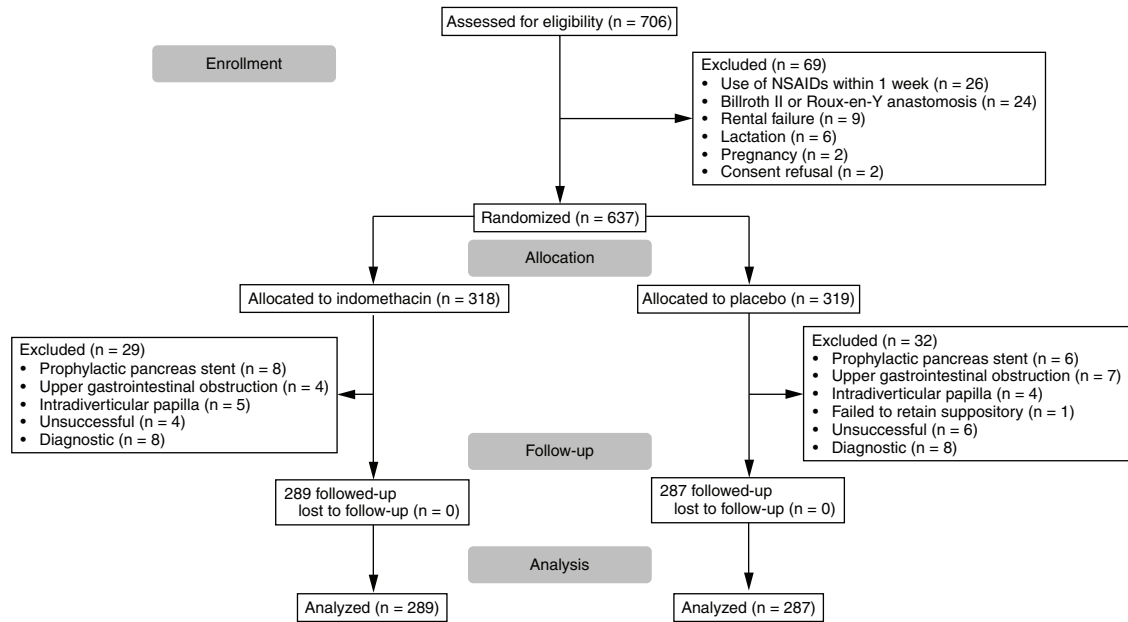 Assessed for eligibility (n = 706)
Enrollment
Excluded (n = 69)
• Use of NSAIDs within 1 week (n = 26)
• Billroth II or Roux-en-Y anastomosis (n = 24)
• Rental failure (n = 9)
• Lactation (n = 6)
• Pregnancy (n = 2)
• Consent refusal (n = 2)
Randomized (n = 637)
Allocation
Allocated to indomethacin (n = 318)
Allocated to placebo (n = 319)
Excluded (n = 29)
• Prophylactic pancreas stent (n = 8)
• Upper gastrointestinal obstruction (n = 4)
• Intradiverticular papilla (n = 5)
• Unsuccessful (n = 4)
• Diagnostic (n = 8)
Excluded (n = 32)
• Prophylactic pancreas stent (n = 6)
• Upper gastrointestinal obstruction (n = 7)
• Intradiverticular papilla (n = 4)
• Failed to retain suppository (n = 1)
• Unsuccessful (n = 6)
• Diagnostic (n = 8)
Follow-up
289 followed-up
lost to follow-up (n = 0)
287 followed-up
lost to follow-up (n = 0)
Analysis
Analyzed (n = 289)
Analyzed (n = 287)